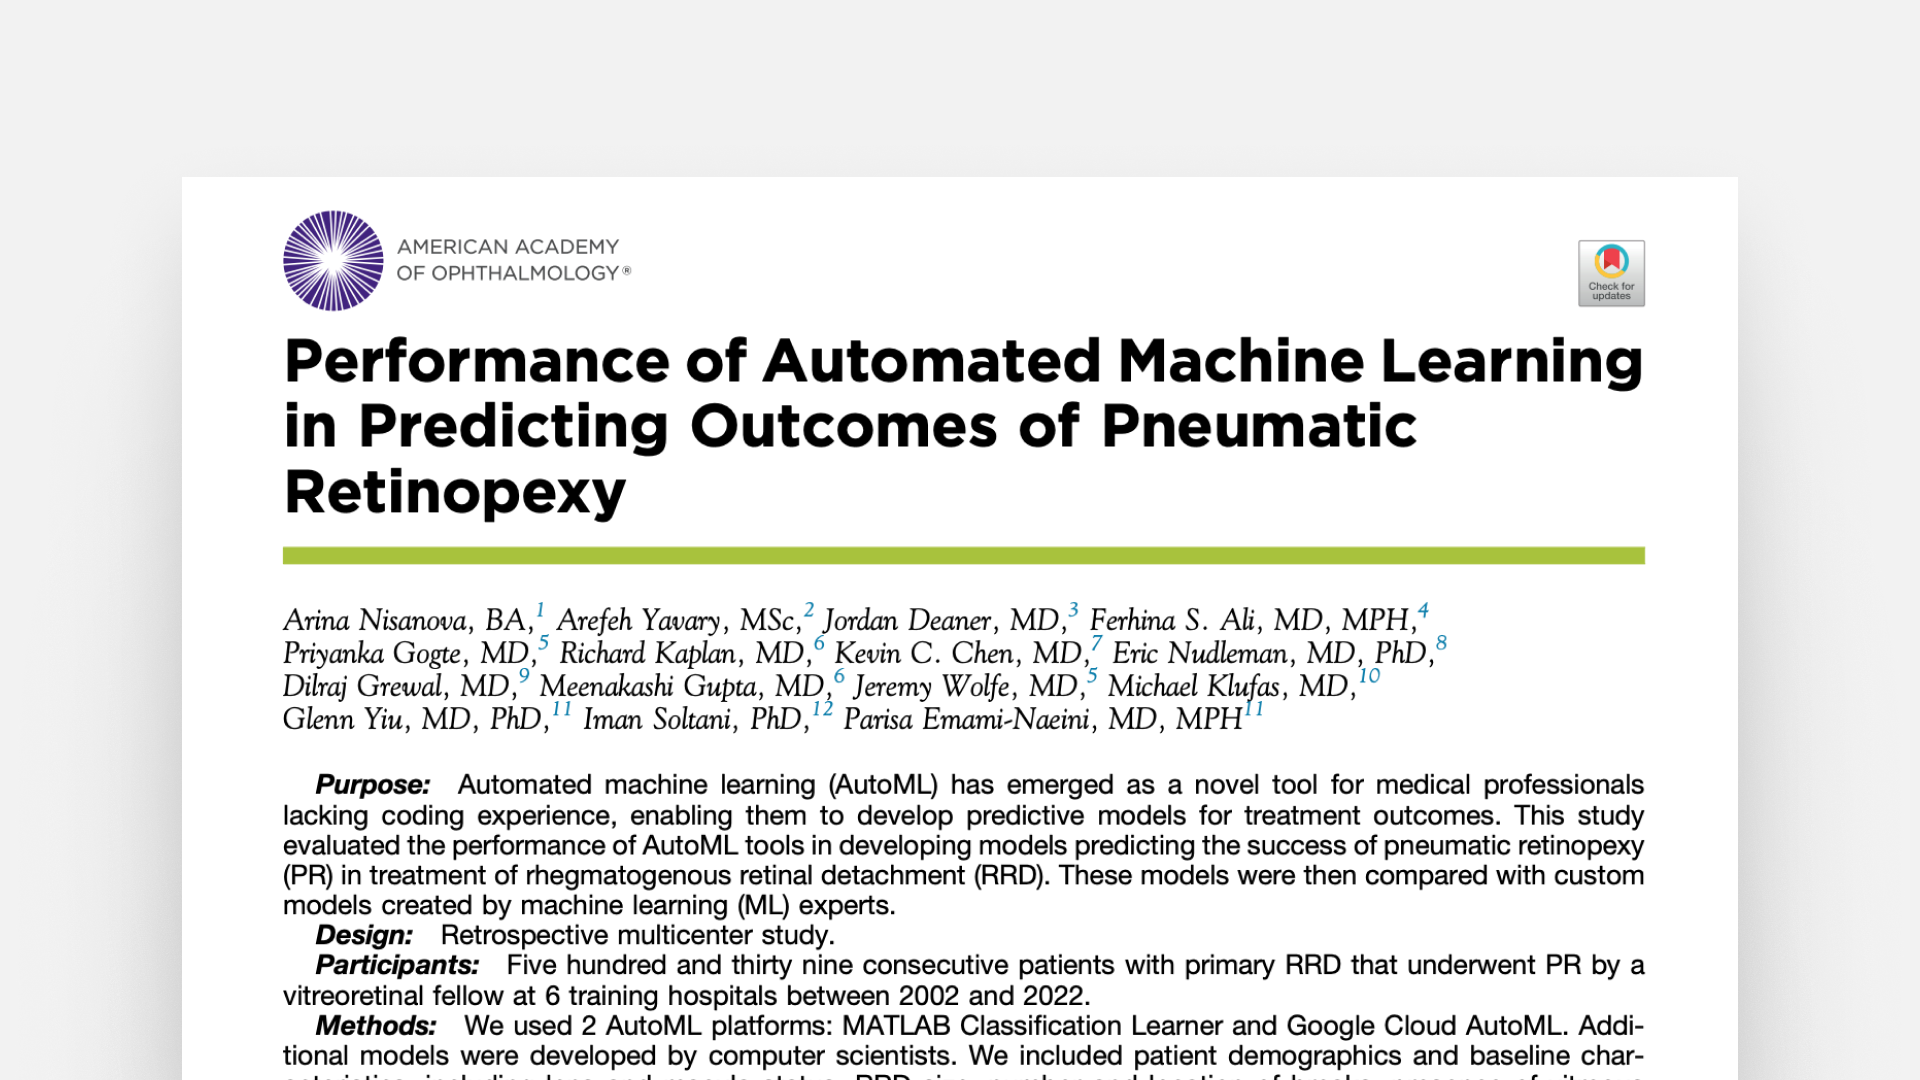 AMERICAN ACADEMY
OF OPHTHALMOLOGY®
Check for
updates
Performance of Automated Machine Learning
in Predicting Outcomes of Pneumatic
Retinopexy
Arina Nisanova, BA,1 Arefeh Yavary, MSc,2 Jordan Deaner, MD,3 Ferhina S. Ali, MD, MPH,4
Priyanka Gogte, MD,5 Richard Kaplan, MD,6 Kevin C. Chen, MD,7 Eric Nudleman, MD, PhD,8
Dilraj Grewal, MD,9 Meenakashi Gupta, MD,6 Jeremy Wolfe, MD,5 Michael Klufas, MD,10
Glenn Yiu, MD, PhD,11 Iman Soltani, PhD,12 Parisa Emami-Naeini, MD, MPH11
Purpose: Automated machine learning (AutoML) has emerged as a novel tool for medical professionals
lacking coding experience, enabling them to develop predictive models for treatment outcomes. This study
evaluated the performance of AutoML tools in developing models predicting the success of pneumatic retinopexy
(PR) in treatment of rhegmatogenous retinal detachment (RRD). These models were then compared with custom
models created by machine learning (ML) experts.
Design: Retrospective multicenter study.
Participants: Five hundred and thirty nine consecutive patients with primary RRD that underwent PR by a
vitreoretinal fellow at 6 training hospitals between 2002 and 2022.
Methods: We used 2 AutoML platforms: MATLAB Classification Learner and Google Cloud AutoML. Addi-
tional models were developed by computer scientists. We included patient demographics and baseline char-